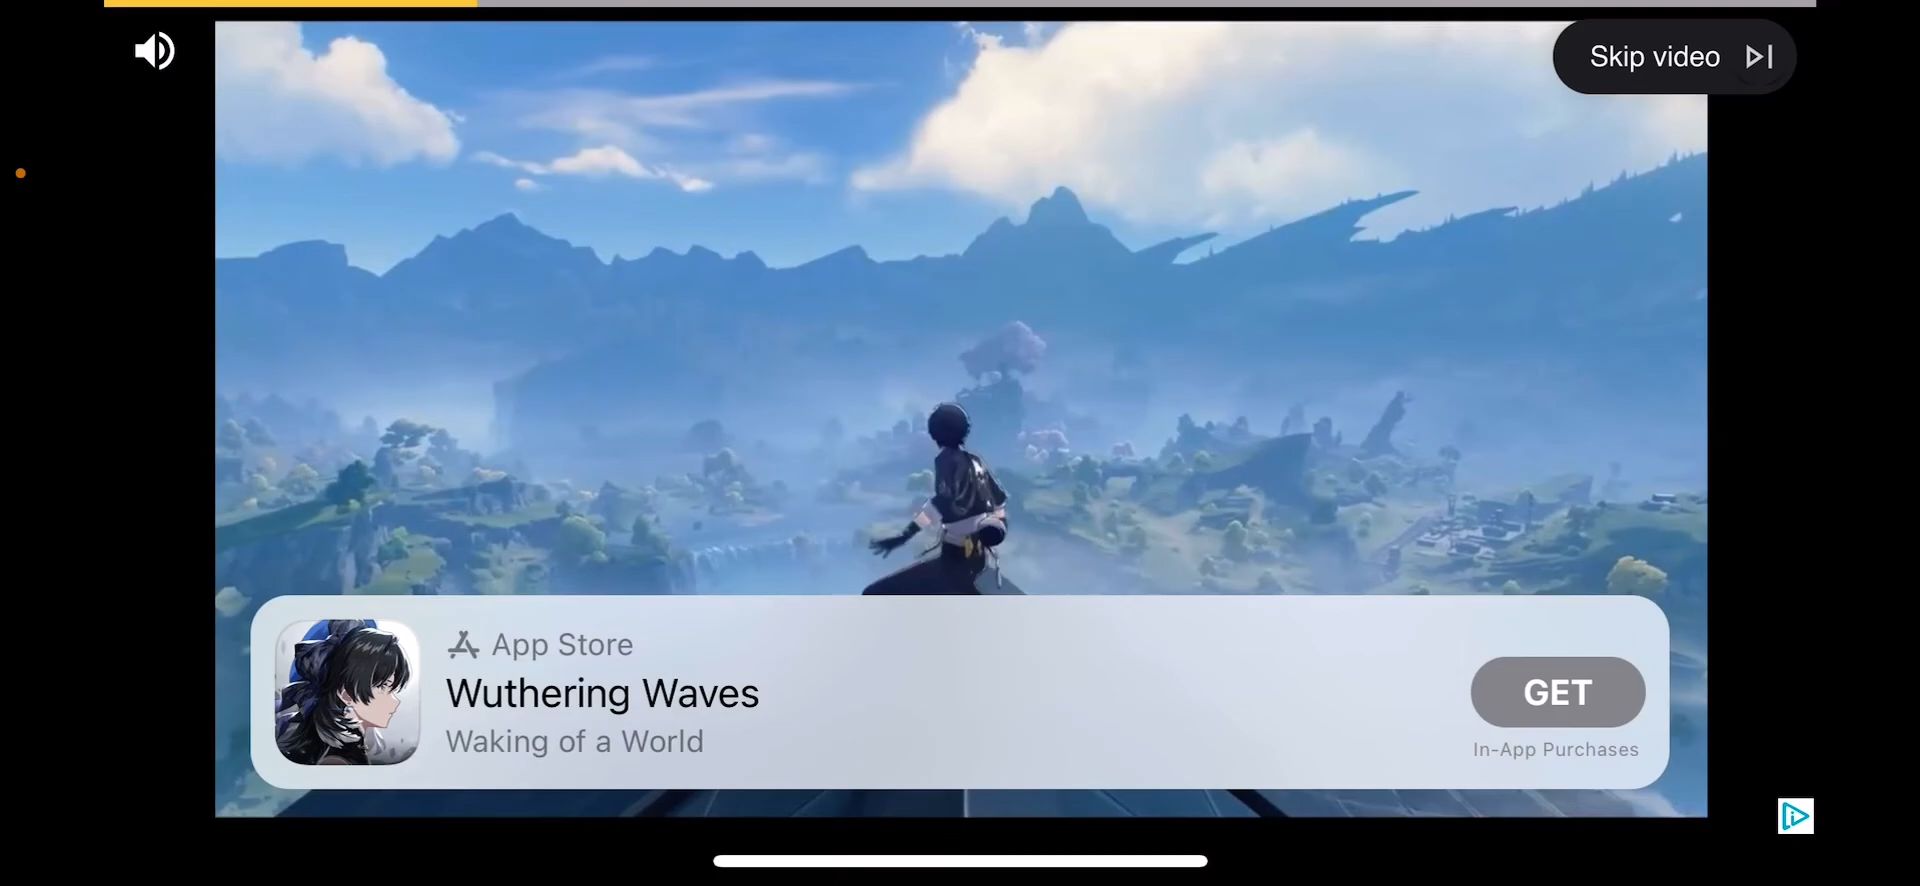 Skip video
App Store
Wuthering Waves
Waking of a World
GET
In-App Purchases